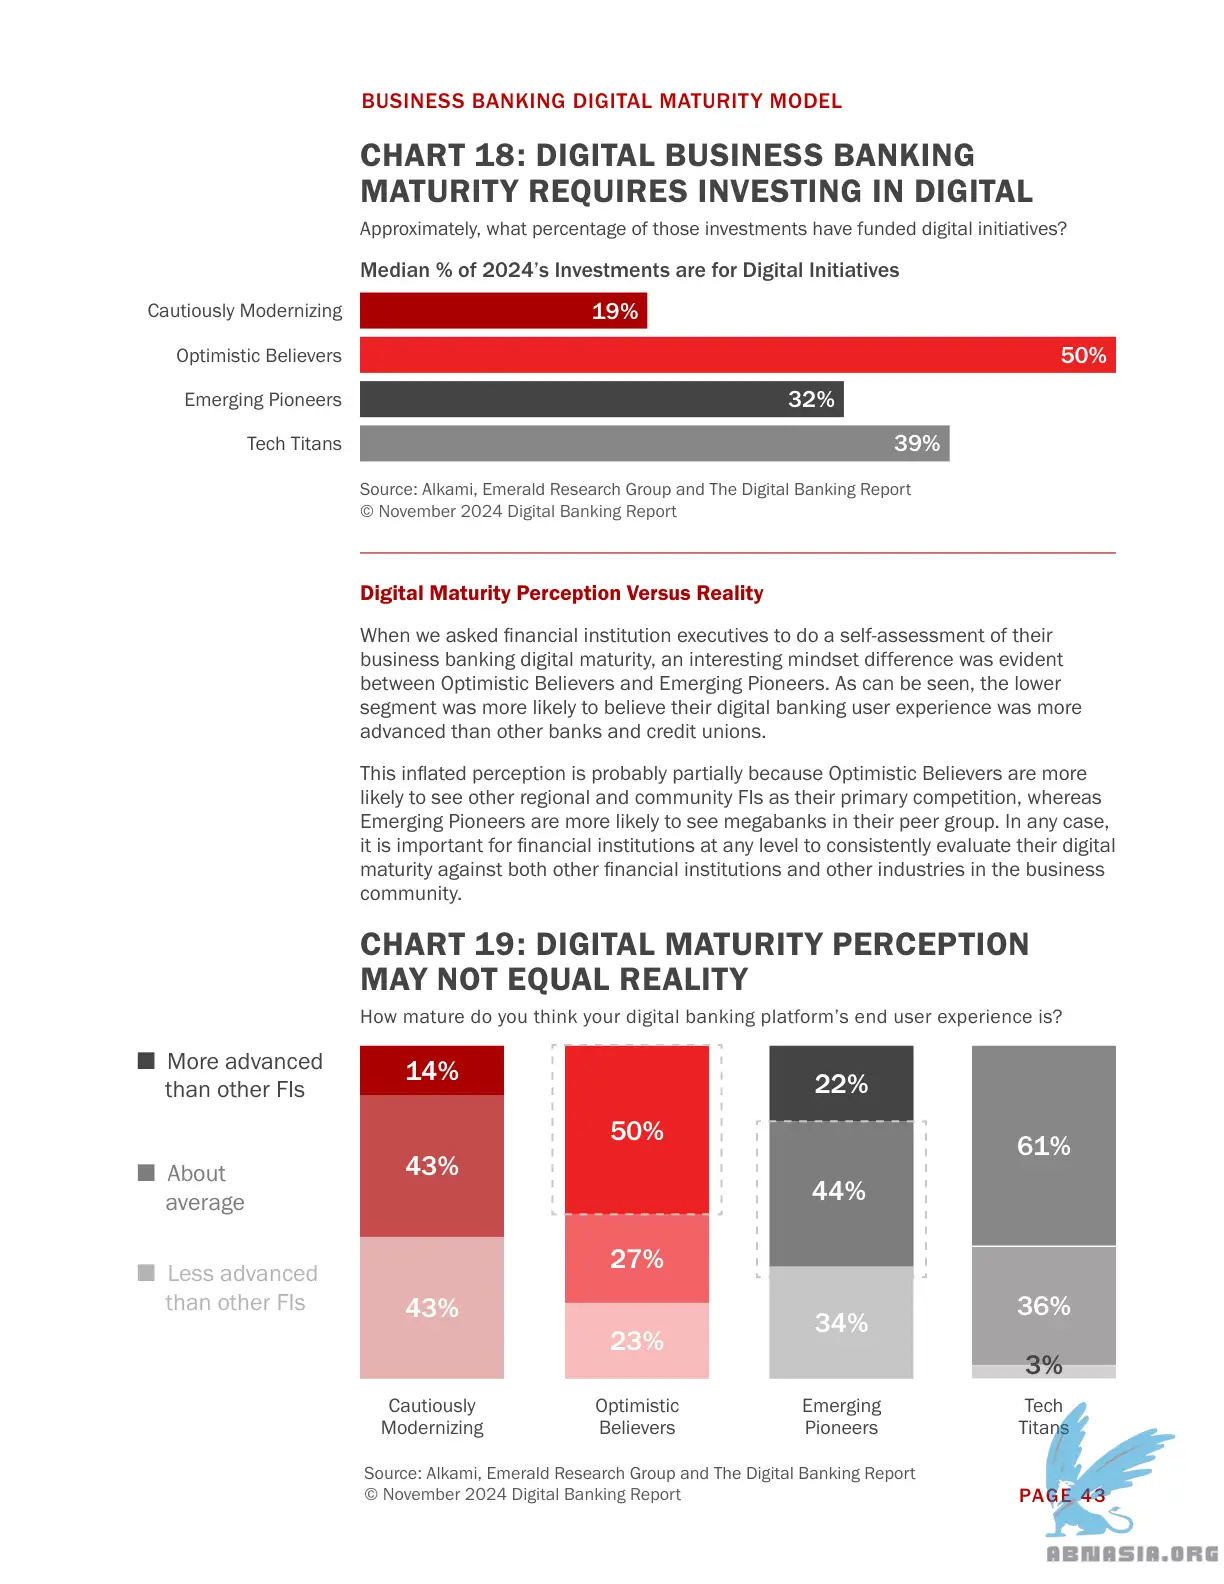 BUSINESS BANKING DIGITAL MATURITY MODEL
CHART 18: DIGITAL BUSINESS BANKING
MATURITY REQUIRES INVESTING IN DIGITAL
Approximately, what percentage of those investments have funded digital initiatives?
Median % of 2024’s Investments are for Digital Initiatives
Cautiously Modernizing 19%
Optimistic Believers 50%
Emerging Pioneers 32%
Tech Titans 39%
Source: Alkami, Emerald Research Group and The Digital Banking Report
© November 2024 Digital Banking Report
Digital Maturity Perception Versus Reality
When we asked financial institution executives to do a self-assessment of their
business banking digital maturity, an interesting mindset difference was evident
between Optimistic Believers and Emerging Pioneers. As can be seen, the lower
segment was more likely to believe their digital banking user experience was more
advanced than other banks and credit unions.
This inflated perception is probably partially because Optimistic Believers are more
likely to see other regional and community FIs as their primary competition, whereas
Emerging Pioneers are more likely to see megabanks in their peer group. In any case,
it is important for financial institutions at any level to consistently evaluate their digital
maturity against both other financial institutions and other industries in the business
community.
CHART 19: DIGITAL MATURITY PERCEPTION
MAY NOT EQUAL REALITY
How mature do you think your digital banking platform’s end user experience is?
More advanced
than other FIs
About
average
Less advanced
than other FIs
14%
43%
43%
Cautiously
Modernizing
50%
27%
23%
Optimistic
Believers
22%
44%
34%
Emerging
Pioneers
61%
36%
3%
Tech
Titans
Source: Alkami, Emerald Research Group and The Digital Banking Report
© November 2024 Digital Banking Report
PAGE 43
ABNASIA.ORG